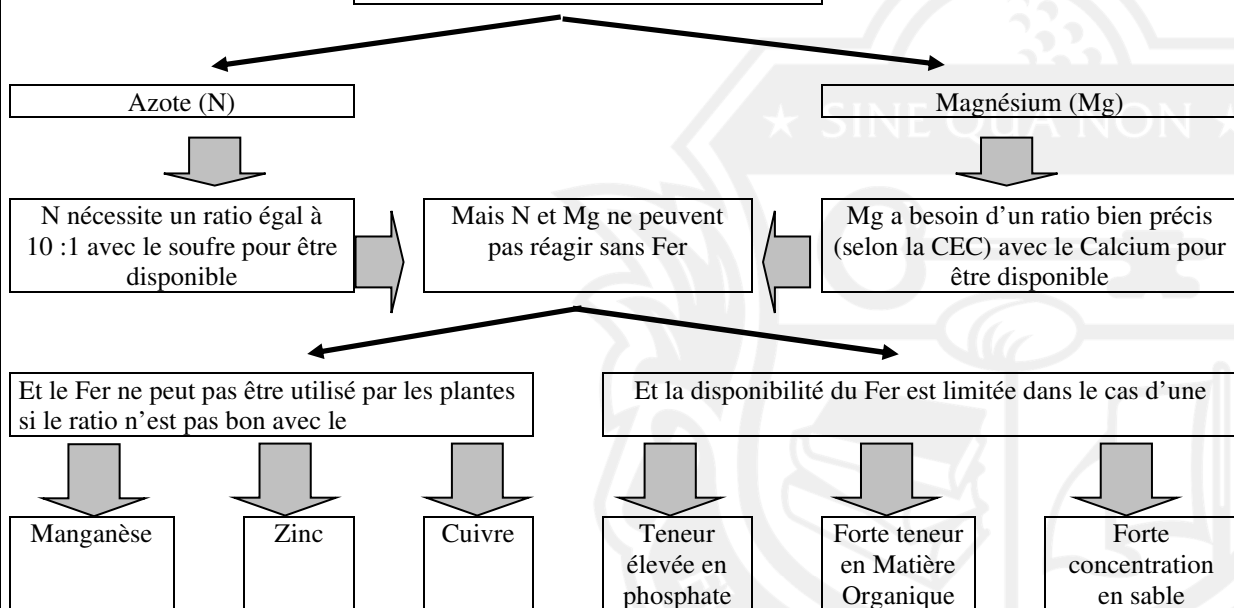 Azote (N)
Magnésium (Mg)
★ SINE QUA NON ★
N nécessite un ratio égal à
10 :1 avec le soufre pour être
disponible
Mais N et Mg ne peuvent
pas réagir sans Fer
Mg a besoin d’un ratio bien précis
(selon la CEC) avec le Calcium pour
être disponible
Et le Fer ne peut pas être utilisé par les plantes
si le ratio n’est pas bon avec le
Et la disponibilité du Fer est limitée dans le cas d’une
Manganèse
Zinc
Cuivre
Teneur
élevée en
phosphate
Forte teneur
en Matière
Organique
Forte
concentration
en sable